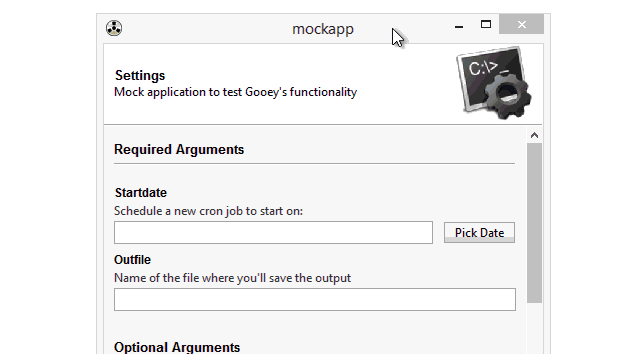 mockapp
Settings
Mock application to test Gooey's functionality
C:\>_
Required Arguments
Startdate
Schedule a new cron job to start on:
Pick Date
Outfile
Name of the file where you'll save the output
Optional Arguments